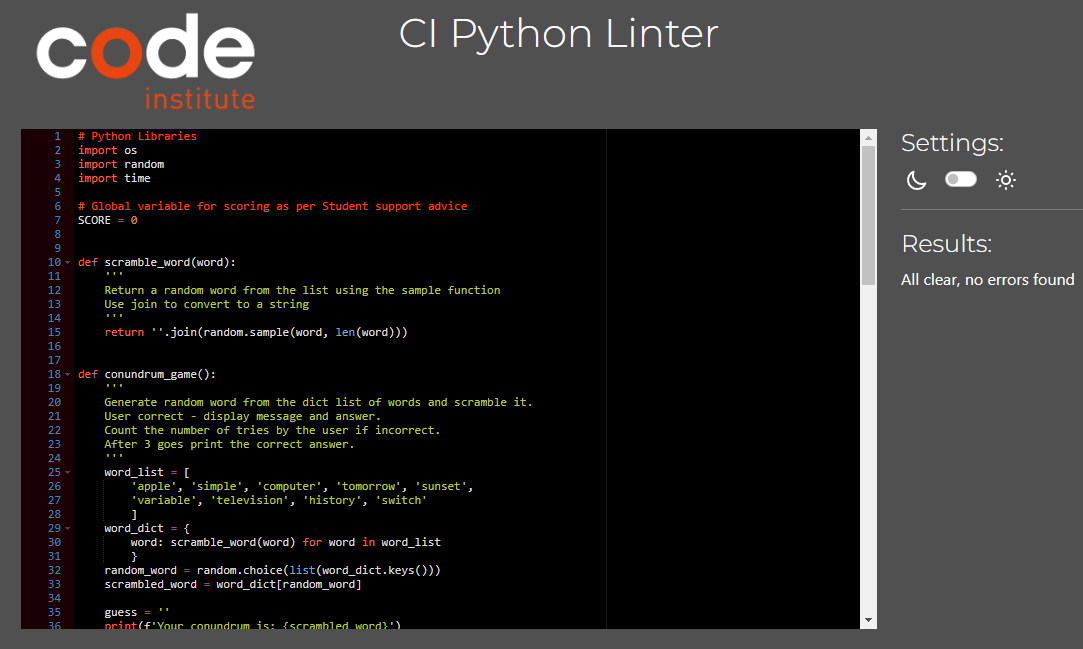 code
institute
CI Python Linter
1 # Python Libraries
2 import os
3 import random
4 import time
5
6 # Global variable for scoring as per Student support advice
7 SCORE = 0
8
9
10 def scramble_word(word):
11     '''
12     Return a random word from the list using the sample function
13     Use join to convert to a string
14     '''
15     return ''.join(random.sample(word, len(word)))
16
17
18 def conundrum_game():
19     '''
20     Generate random word from the dict list of words and scramble it.
21     User correct - display message and answer.
22     Count the number of tries by the user if incorrect.
23     After 3 goes print the correct answer.
24     '''
25     word_list = [
26         'apple', 'simple', 'computer', 'tomorrow', 'sunset',
27         'variable', 'television', 'history', 'switch'
28         ]
29     word_dict = {
30         word: scramble_word(word) for word in word_list
31         }
32     random_word = random.choice(list(word_dict.keys()))
33     scrambled_word = word_dict[random_word]
34
35     guess = ''
36     print(f'Your conundrum is: {scrambled_word}')
Settings:
Results:
All clear, no errors found